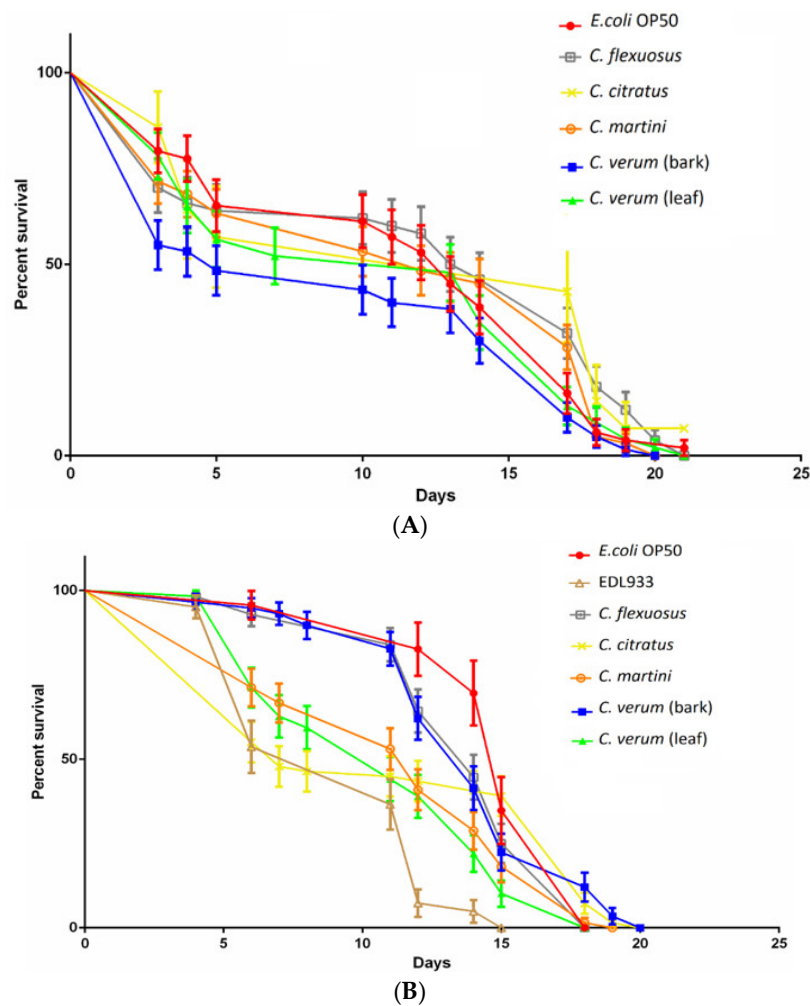 E.coli OP50
C. flexuosus
C. citratus
C. martini
C. verum (bark)
C. verum (leaf)
Percent survival
100
50
0
0 5 10 15 20 25
Days
(A)
E.coli OP50
EDL933
C. flexuosus
C. citratus
C. martini
C. verum (bark)
C. verum (leaf)
Percent survival
100
50
0
0 5 10 15 20 25
Days
(B)